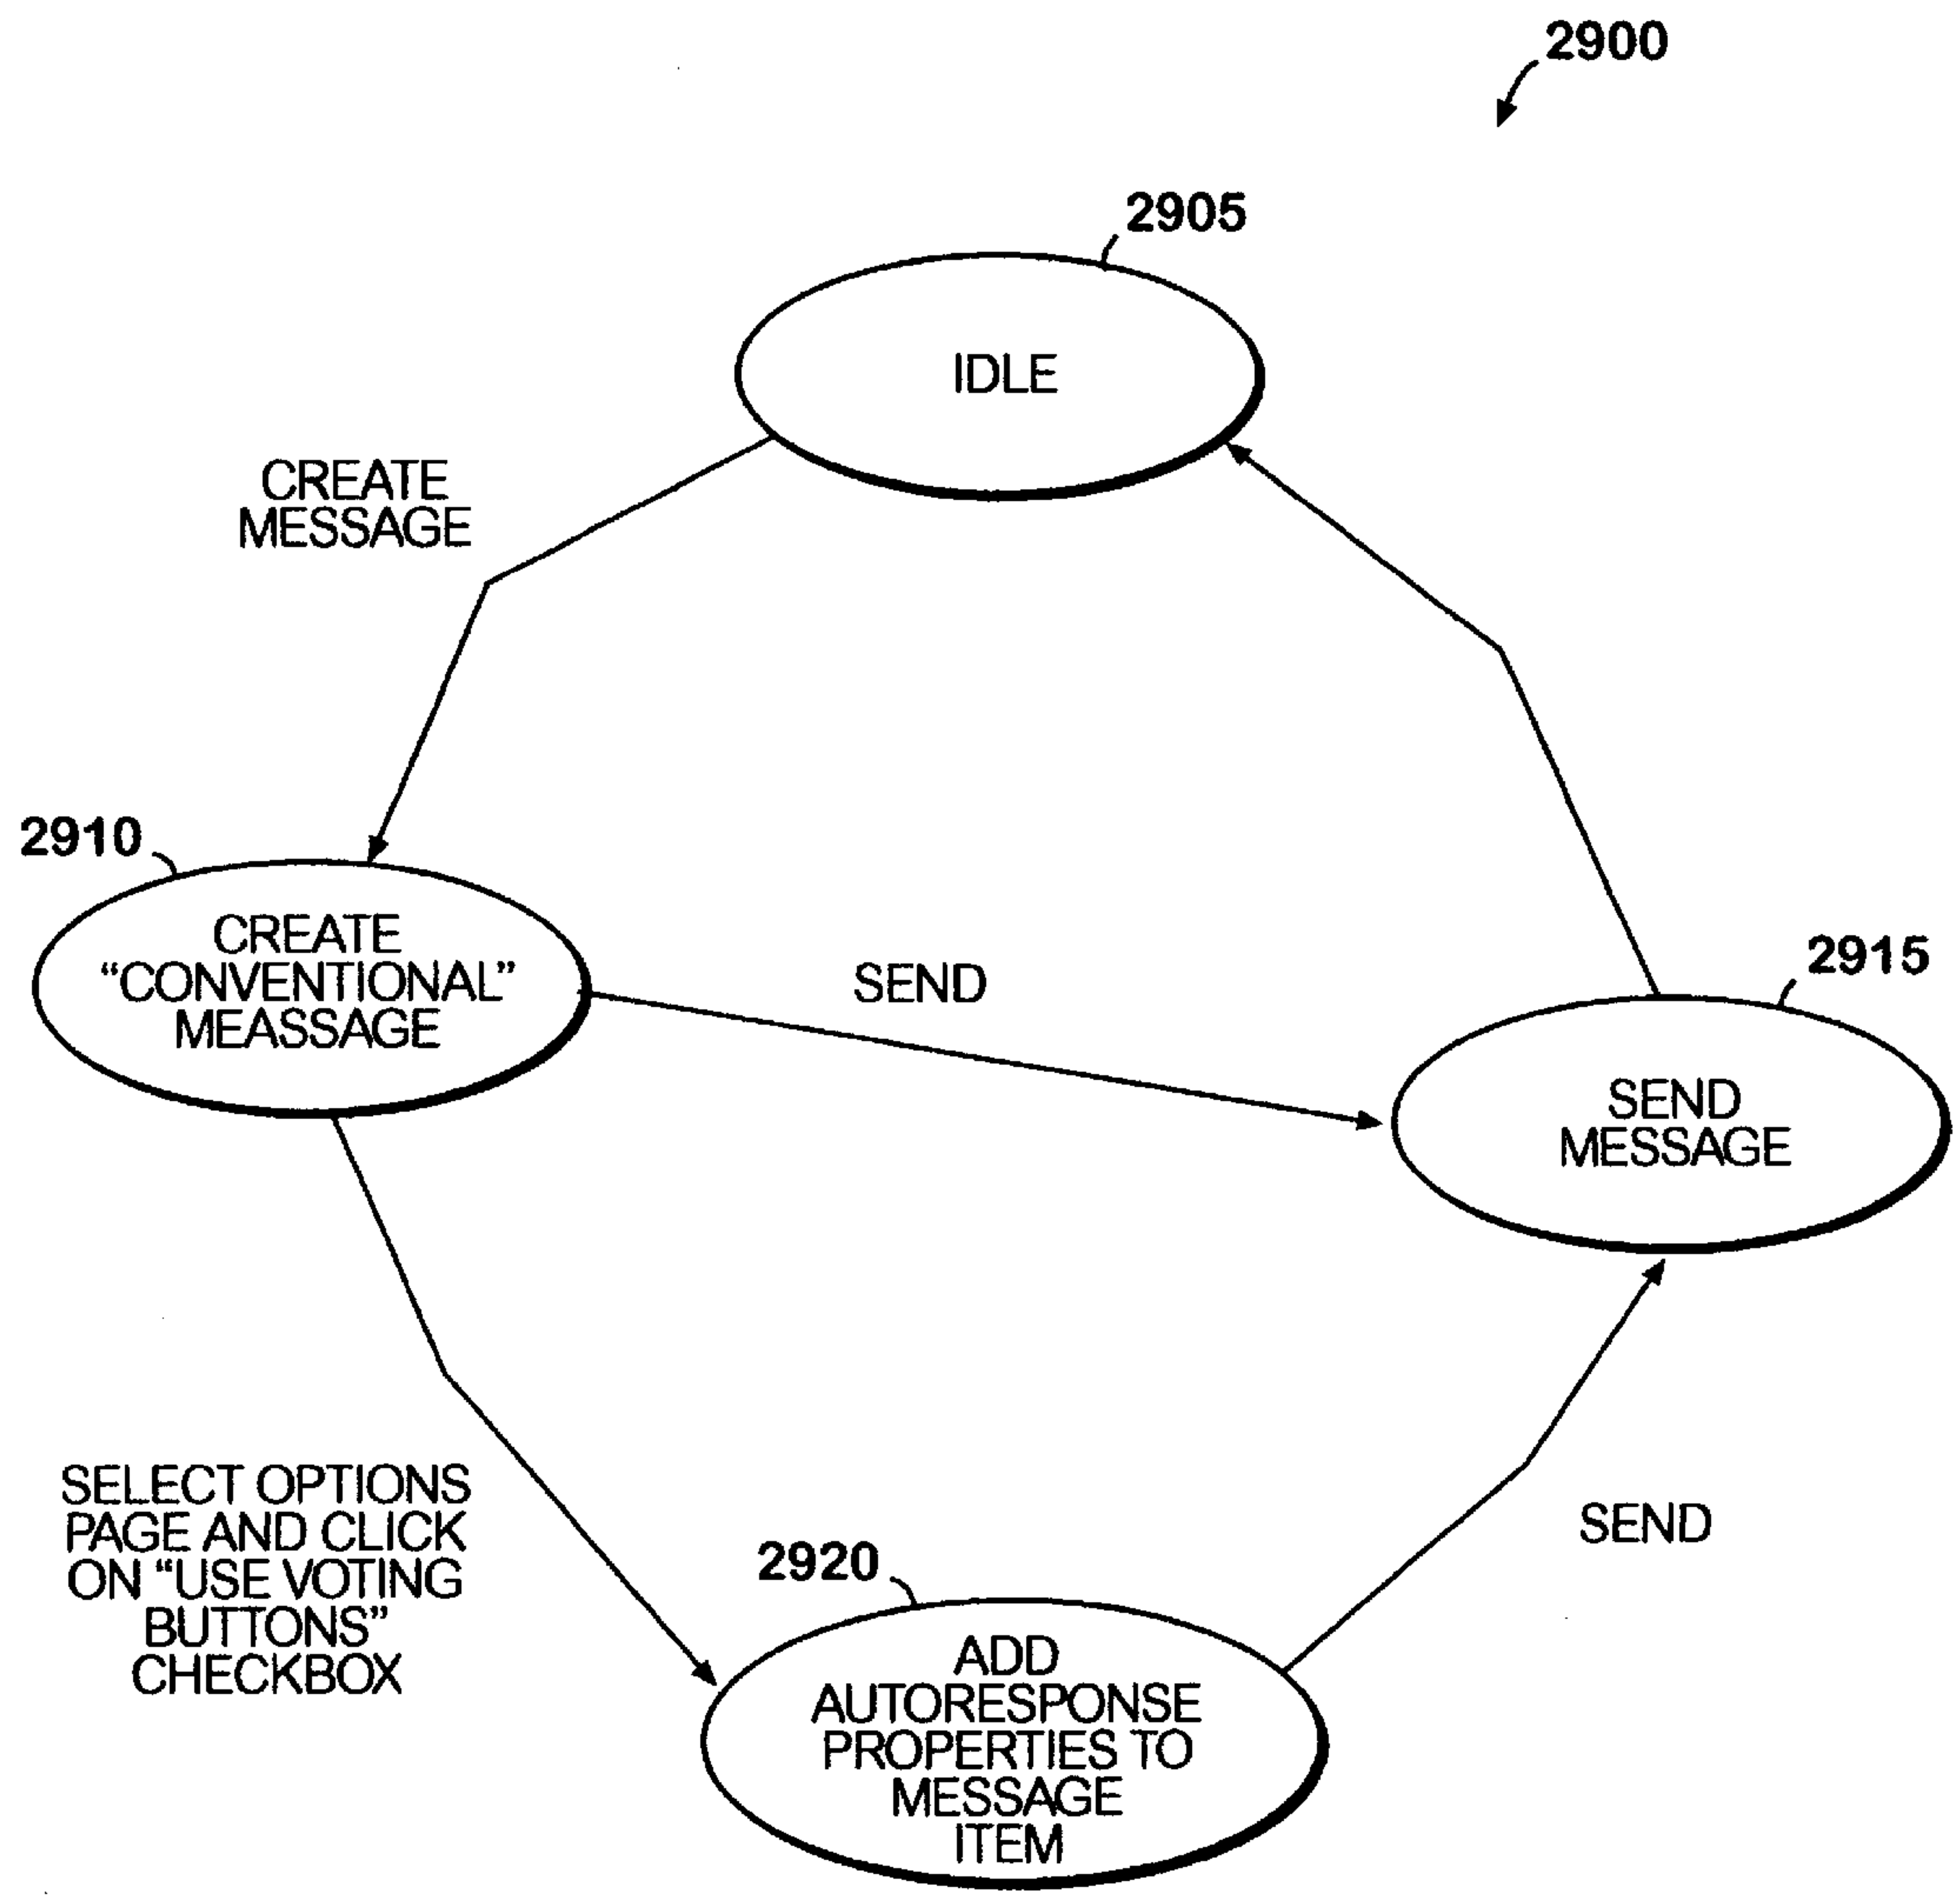 2900
2905
IDLE
CREATE
MESSAGE
2910
CREATE
“CONVENTIONAL”
MEASSAGE
SEND
2915
SEND
MESSAGE
SELECT OPTIONS
PAGE AND CLICK
ON “USE VOTING
BUTTONS”
CHECKBOX
2920
ADD
AUTORESPONSE
PROPERTIES TO
MESSAGE
ITEM
SEND